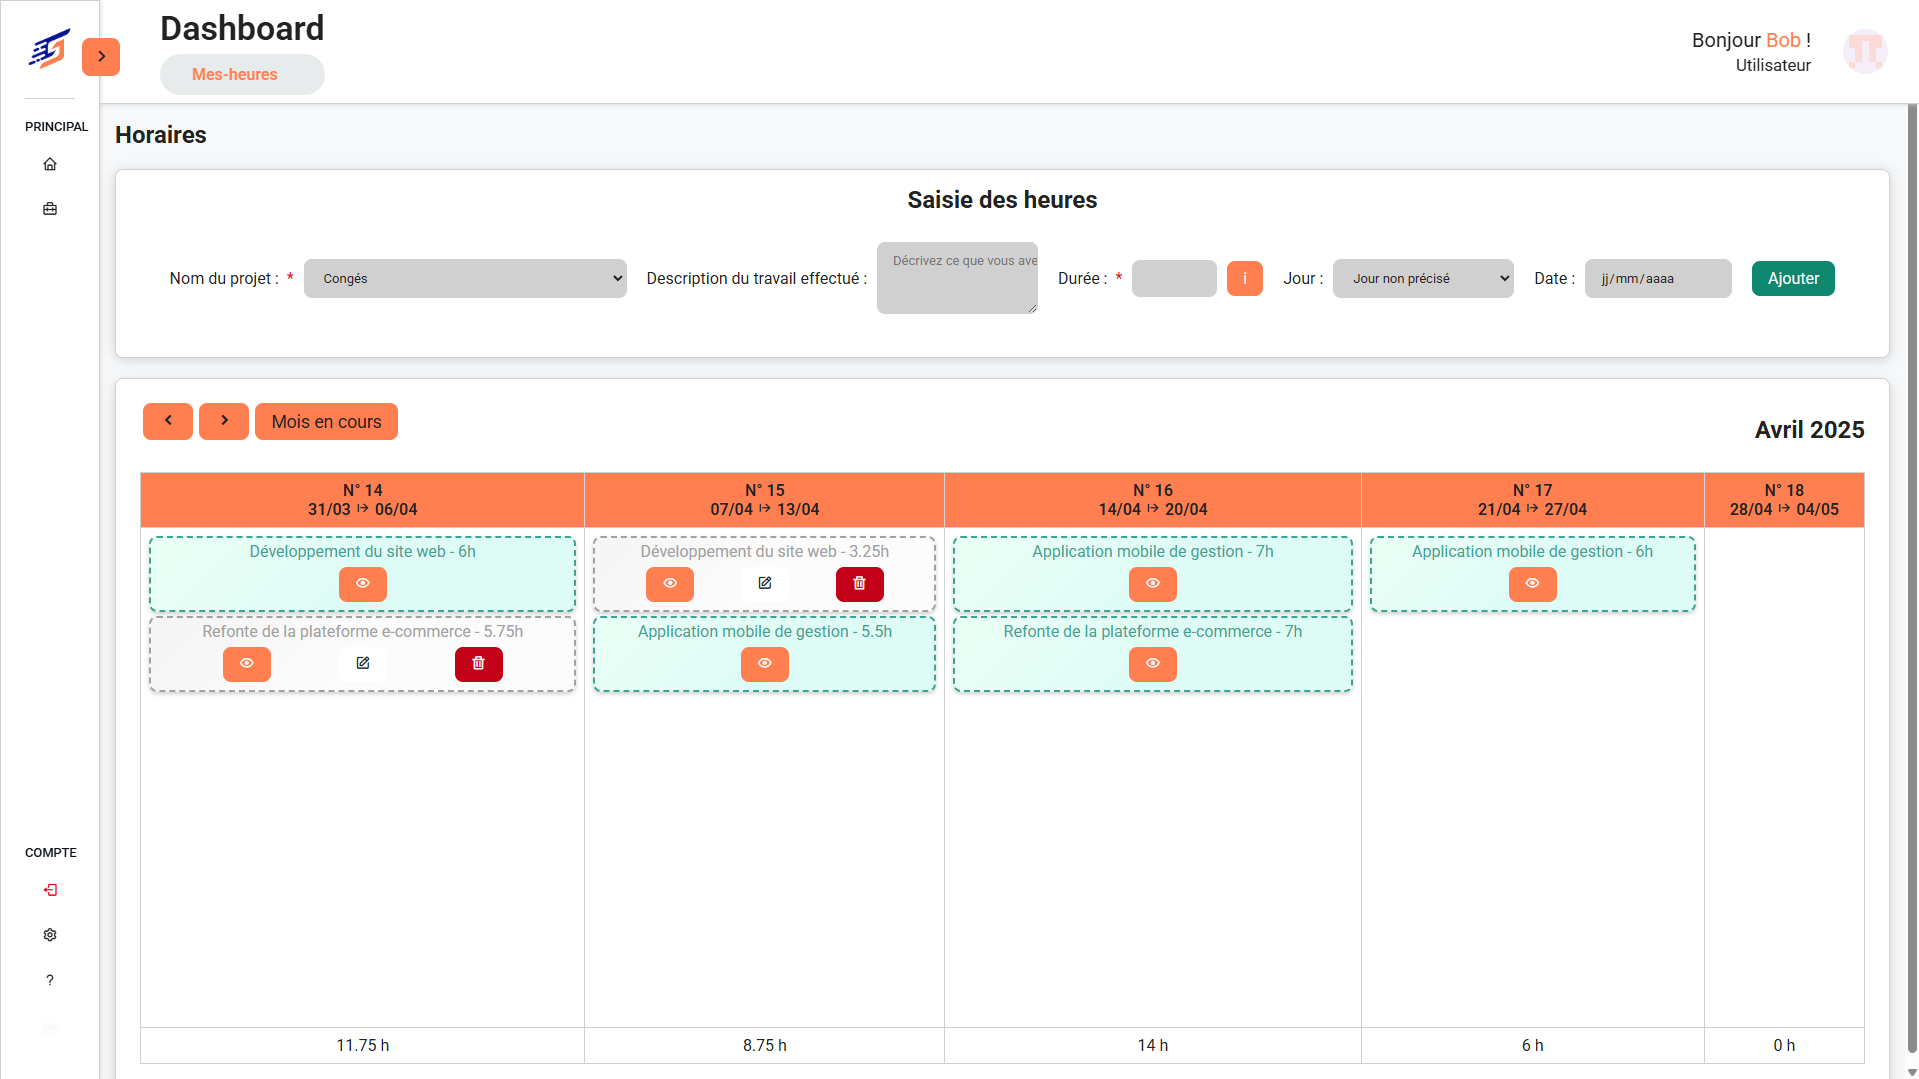 Dashboard
Mes-heures
Bonjour Bob !
Utilisateur
PRINCIPAL
COMPTE
?
Horaires
Saisie des heures
Nom du projet : * Congés Description du travail effectué : Décrivez ce que vous ave Durée : * i Jour : Jour non précisé Date : jj/mm/aaaa Ajouter
Mois en cours
Avril 2025
N° 14
31/03 ↦ 06/04
N° 15
07/04 ↦ 13/04
N° 16
14/04 ↦ 20/04
N° 17
21/04 ↦ 27/04
N° 18
28/04 ↦ 04/05
Développement du site web - 6h
Refonte de la plateforme e-commerce - 5.75h
Développement du site web - 3.25h
Application mobile de gestion - 5.5h
Application mobile de gestion - 7h
Refonte de la plateforme e-commerce - 7h
Application mobile de gestion - 6h
11.75 h
8.75 h
14 h
6 h
0 h